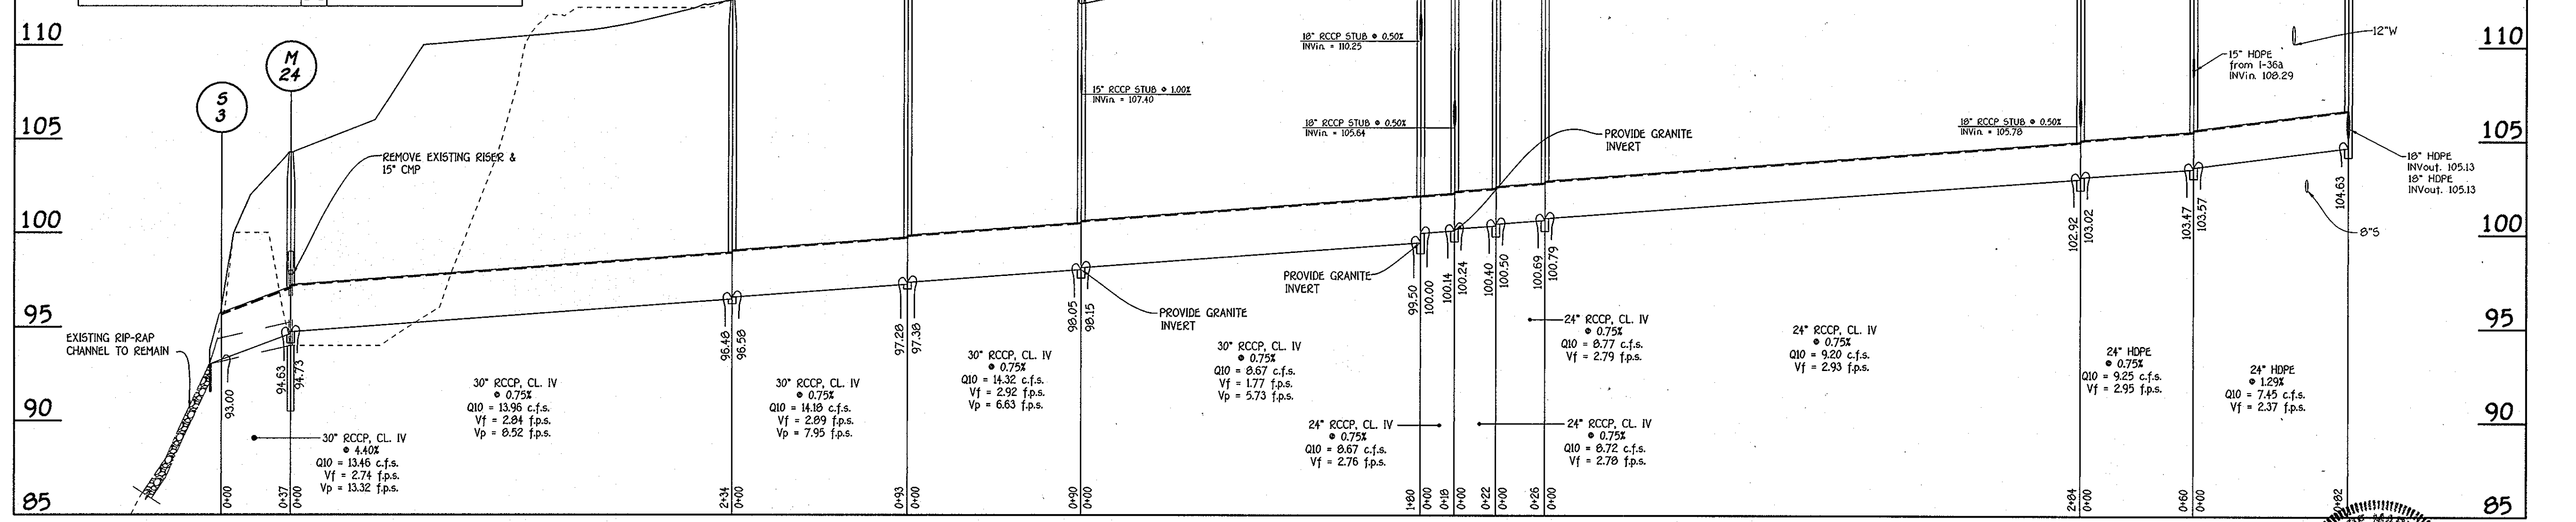 110
105
100
95
90
85
S
3
M
24
REMOVE EXISTING RISER &
15" CMP
EXISTING RIP-RAP
CHANNEL TO REMAIN
93.00
94.63
94.73
30" RCCP, CL. IV
@ 4.40%
Q10 = 13.46 c.f.s.
Vf = 2.74 f.p.s.
Vp = 13.32 f.p.s.
30" RCCP, CL. IV
@ 0.75%
Q10 = 13.96 c.f.s.
Vf = 2.84 f.p.s.
Vp = 8.52 f.p.s.
96.48
96.58
30" RCCP, CL. IV
@ 0.75%
Q10 = 14.18 c.f.s.
Vf = 2.89 f.p.s.
Vp = 7.95 f.p.s.
97.28
97.38
30" RCCP, CL. IV
@ 0.75%
Q10 = 14.32 c.f.s.
Vf = 2.92 f.p.s.
Vp = 6.63 f.p.s.
15" RCCP STUB @ 1.00%
INVin = 107.40
98.05
98.15
PROVIDE GRANITE
INVERT
30" RCCP, CL. IV
@ 0.75%
Q10 = 8.67 c.f.s.
Vf = 1.77 f.p.s.
Vp = 5.73 f.p.s.
18" RCCP STUB @ 0.50%
INVin. = 110.25
18" RCCP STUB @ 0.50%
INVin. = 105.64
PROVIDE GRANITE
INVERT
PROVIDE GRANITE
INVERT
99.50
100.00
100.14
100.24
100.40
100.50
100.69
100.79
24" RCCP, CL. IV
@ 0.75%
Q10 = 8.67 c.f.s.
Vf = 2.76 f.p.s.
24" RCCP, CL. IV
@ 0.75%
Q10 = 8.77 c.f.s.
Vf = 2.79 f.p.s.
24" RCCP, CL. IV
@ 0.75%
Q10 = 8.72 c.f.s.
Vf = 2.78 f.p.s.
24" RCCP, CL. IV
@ 0.75%
Q10 = 9.20 c.f.s.
Vf = 2.93 f.p.s.
18" RCCP STUB @ 0.50%
INVin. = 105.78
102.92
103.02
24" HDPE
@ 0.75%
Q10 = 9.25 c.f.s.
Vf = 2.95 f.p.s.
15" HDPE
from I-36a
INVin. 108.29
103.47
103.57
24" HDPE
@ 1.29%
Q10 = 7.45 c.f.s.
Vf = 2.37 f.p.s.
12"W
8"S
104.63
18" HDPE
INVout. 105.13
18" HDPE
INVout. 105.13
0+00
0+37
0+00
2+34
0+00
0+93
0+00
0+90
0+00
1+80
0+00
0+18
0+00
0+22
0+00
0+26
0+00
2+84
0+00
0+60
0+00
0+82
110
105
100
95
90
85